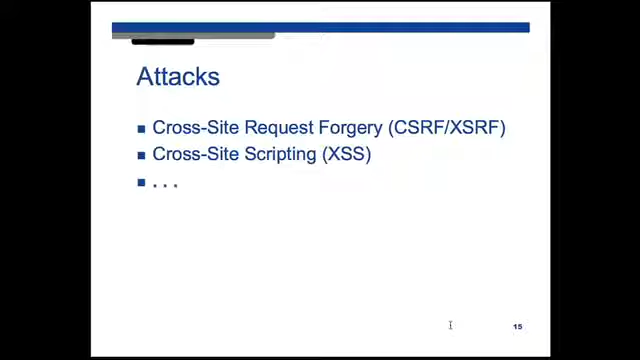 Attacks
Cross-Site Request Forgery (CSRF/XSRF)
Cross-Site Scripting (XSS)
. . .
15